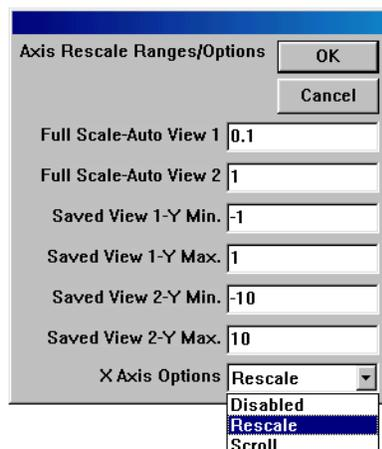 Axis Rescale Ranges/Options
OK
Cancel
Full Scale-Auto View 1 0.1
Full Scale-Auto View 2 1
Saved View 1-Y Min. -1
Saved View 1-Y Max. 1
Saved View 2-Y Min. -10
Saved View 2-Y Max. 10
X Axis Options Rescale
Disabled
Rescale
Scroll